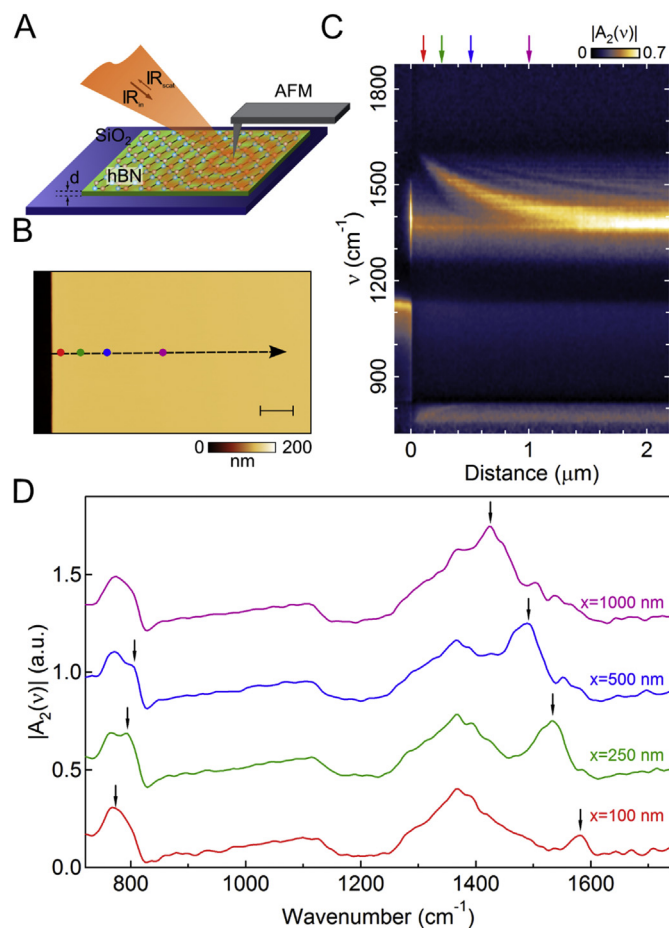 A
IR_scat
IR_in
AFM
SiO₂
hBN
d
B
0 200
nm
C
|A₂(ν)|
0 0.7
1800
1500
1200
900
ν (cm⁻¹)
0 1 2
Distance (μm)
D
1.5
1.0
0.5
0.0
|A₂(ν)| (a.u.)
x=1000 nm
x=500 nm
x=250 nm
x=100 nm
800 1000 1200 1400 1600
Wavenumber (cm⁻¹)